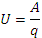 U = A/q